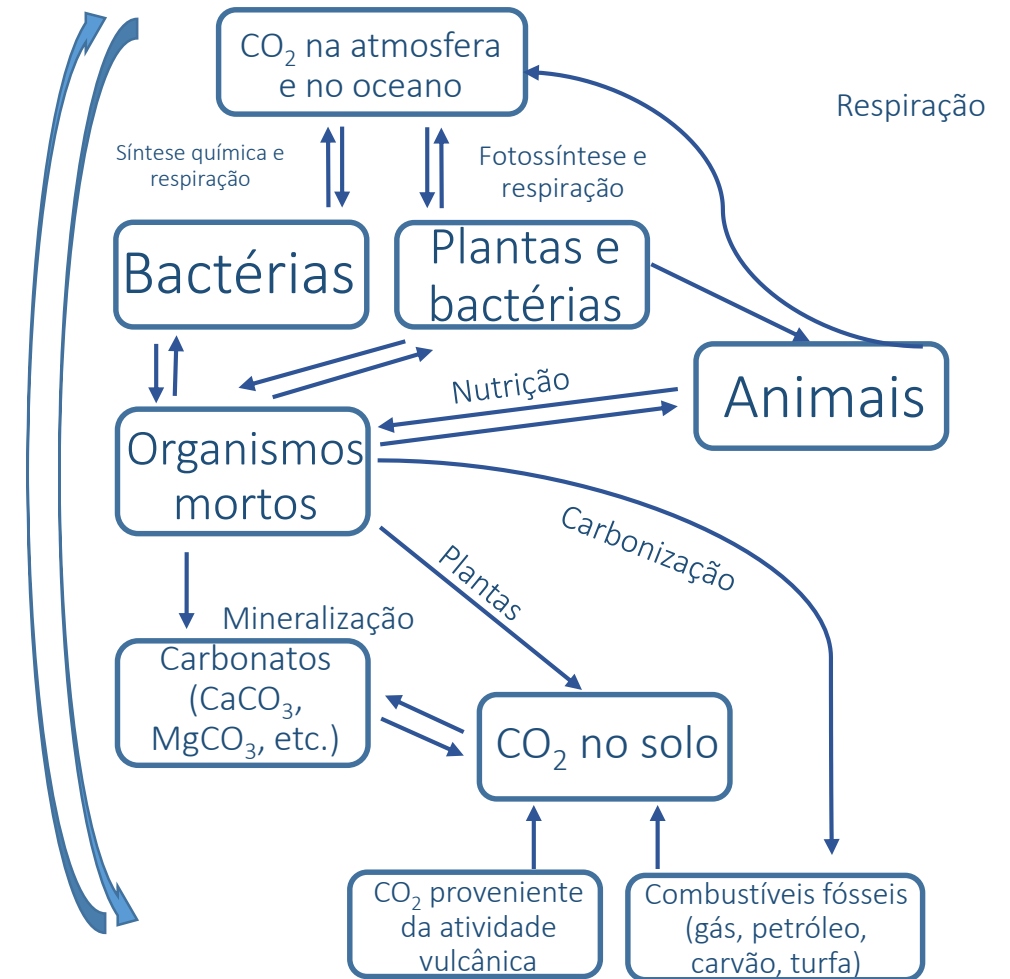 CO₂ na atmosfera
e no oceano
Respiração
Síntese química e
respiração
Fotossíntese e
respiração
Bactérias
Plantas e
bactérias
Nutrição
Animais
Organismos
mortos
Carbonização
Plantas
Mineralização
Carbonatos
(CaCO₃,
MgCO₃, etc.)
CO₂ no solo
CO₂ proveniente
da atividade
vulcânica
Combustíveis fósseis
(gás, petróleo,
carvão, turfa)